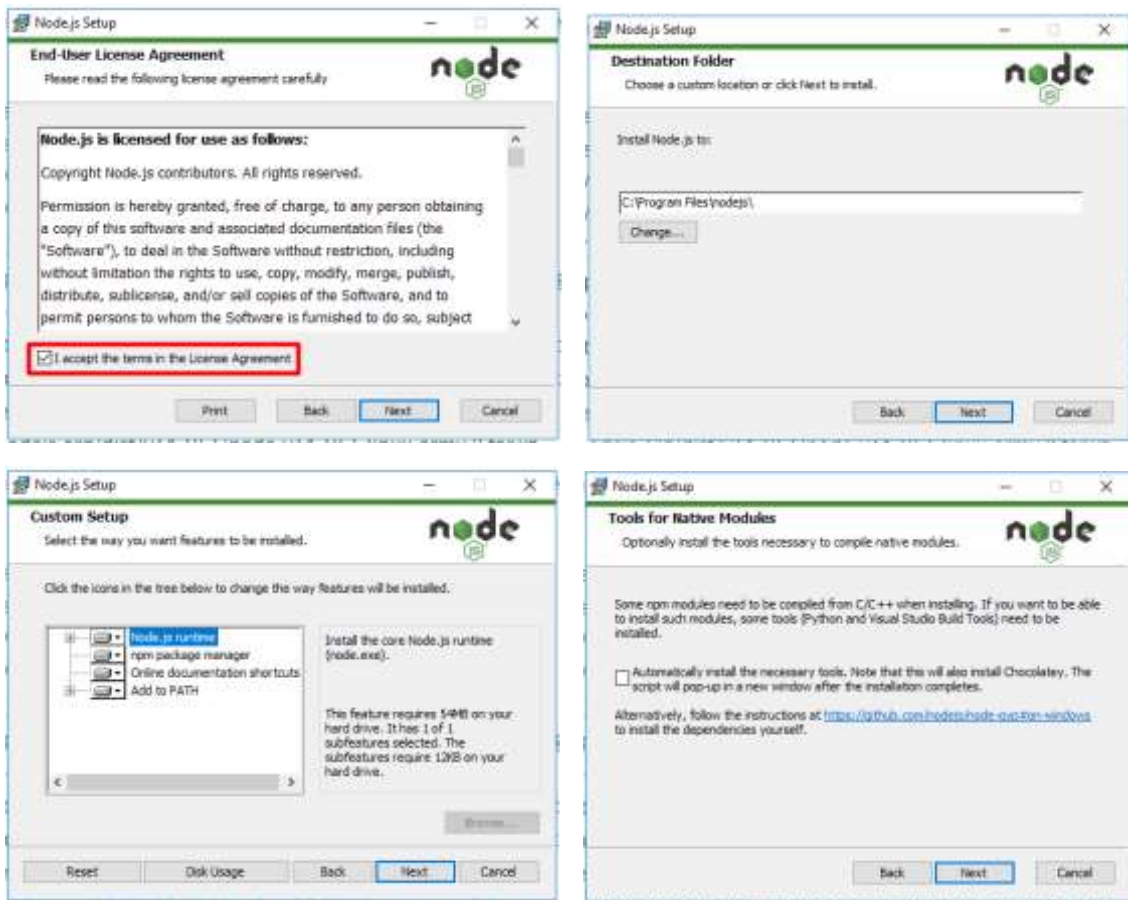 Node.js Setup
End-User License Agreement
Please read the following license agreement carefully
node
JS
Node.js is licensed for use as follows:
Copyright Node.js contributors. All rights reserved.
Permission is hereby granted, free of charge, to any person obtaining
a copy of this software and associated documentation files (the
"Software"), to deal in the Software without restriction, including
without limitation the rights to use, copy, modify, merge, publish,
distribute, sublicense, and/or sell copies of the Software, and to
permit persons to whom the Software is furnished to do so, subject
I accept the terms in the License Agreement
Print Back Next Cancel
Node.js Setup
Destination Folder
Choose a custom location or click Next to install.
node
JS
Install Node.js to:
C:\Program Files\nodejs\
Change...
Back Next Cancel
Node.js Setup
Custom Setup
Select the way you want features to be installed.
node
JS
Click the icons in the tree below to change the way features will be installed.
Node.js runtime
npm package manager
Online documentation shortcuts
Add to PATH
Install the core Node.js runtime
(node.exe).
This feature requires 54MB on your
hard drive. It has 1 of 1
subfeatures selected. The
subfeatures require 12KB on your
hard drive.
Browse...
Reset Disk Usage Back Next Cancel
Node.js Setup
Tools for Native Modules
Optionally install the tools necessary to compile native modules.
node
JS
Some npm modules need to be compiled from C/C++ when installing. If you want to be able
to install such modules, some tools (Python and Visual Studio Build Tools) need to be
installed.
Automatically install the necessary tools. Note that this will also install Chocolatey. The
script will pop-up in a new window after the installation completes.
Alternatively, follow the instructions at https://github.com/nodejs/node-gyp#on-windows
to install the dependencies yourself.
Back Next Cancel